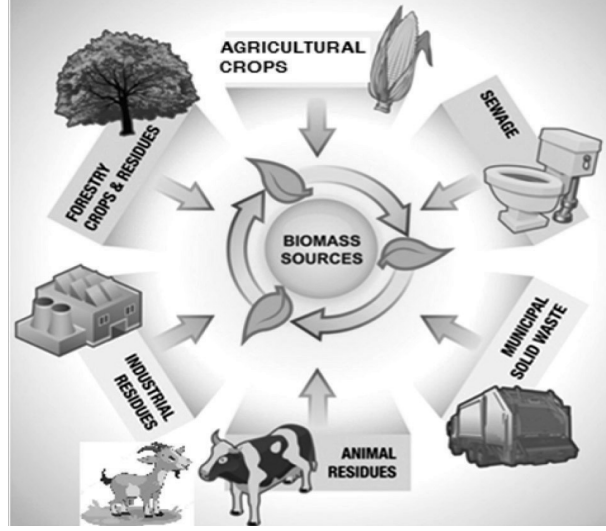 AGRICULTURAL
CROPS
SEWAGE
FORESTRY
CROPS & RESIDUES
BIOMASS
SOURCES
MUNICIPAL
SOLID WASTE
INDUSTRIAL
RESIDUES
ANIMAL
RESIDUES